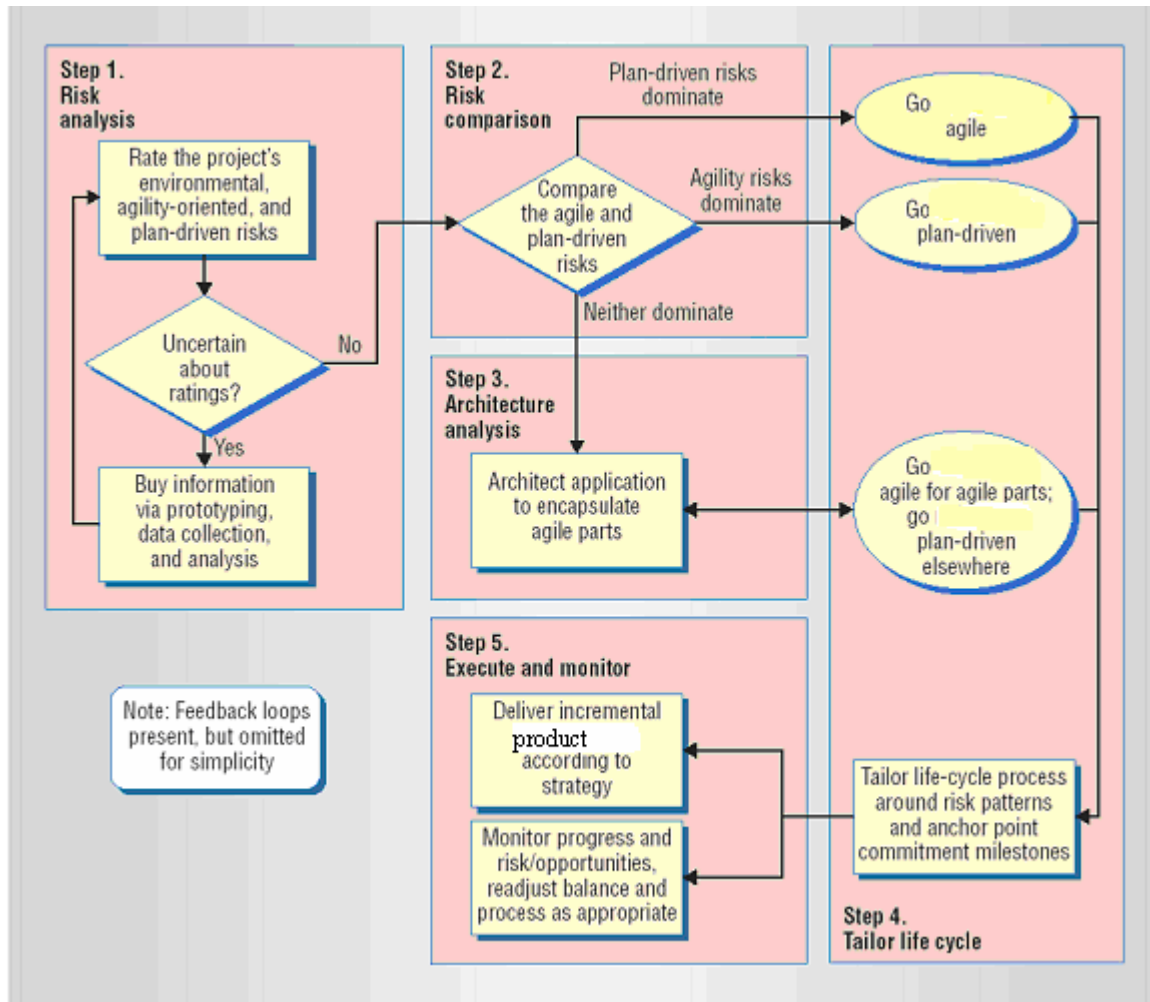 Step 1.
Risk
analysis
Rate the project's
environmental,
agility-oriented, and
plan-driven risks
Uncertain
about
ratings?
No
Yes
Buy information
via prototyping,
data collection,
and analysis
Step 2.
Risk
comparison
Plan-driven risks
dominate
Compare
the agile and
plan-driven
risks
Agility risks
dominate
Neither dominate
Go
agile
Go
plan-driven
Step 3.
Architecture
analysis
Architect application
to encapsulate
agile parts
Go
agile for agile parts;
go
plan-driven
elsewhere
Tailor life-cycle process
around risk patterns
and anchor point
commitment milestones
Step 4.
Tailor life cycle
Step 5.
Execute and monitor
Deliver incremental
product
according to
strategy
Monitor progress and
risk/opportunities,
readjust balance and
process as appropriate
Note: Feedback loops
present, but omitted
for simplicity